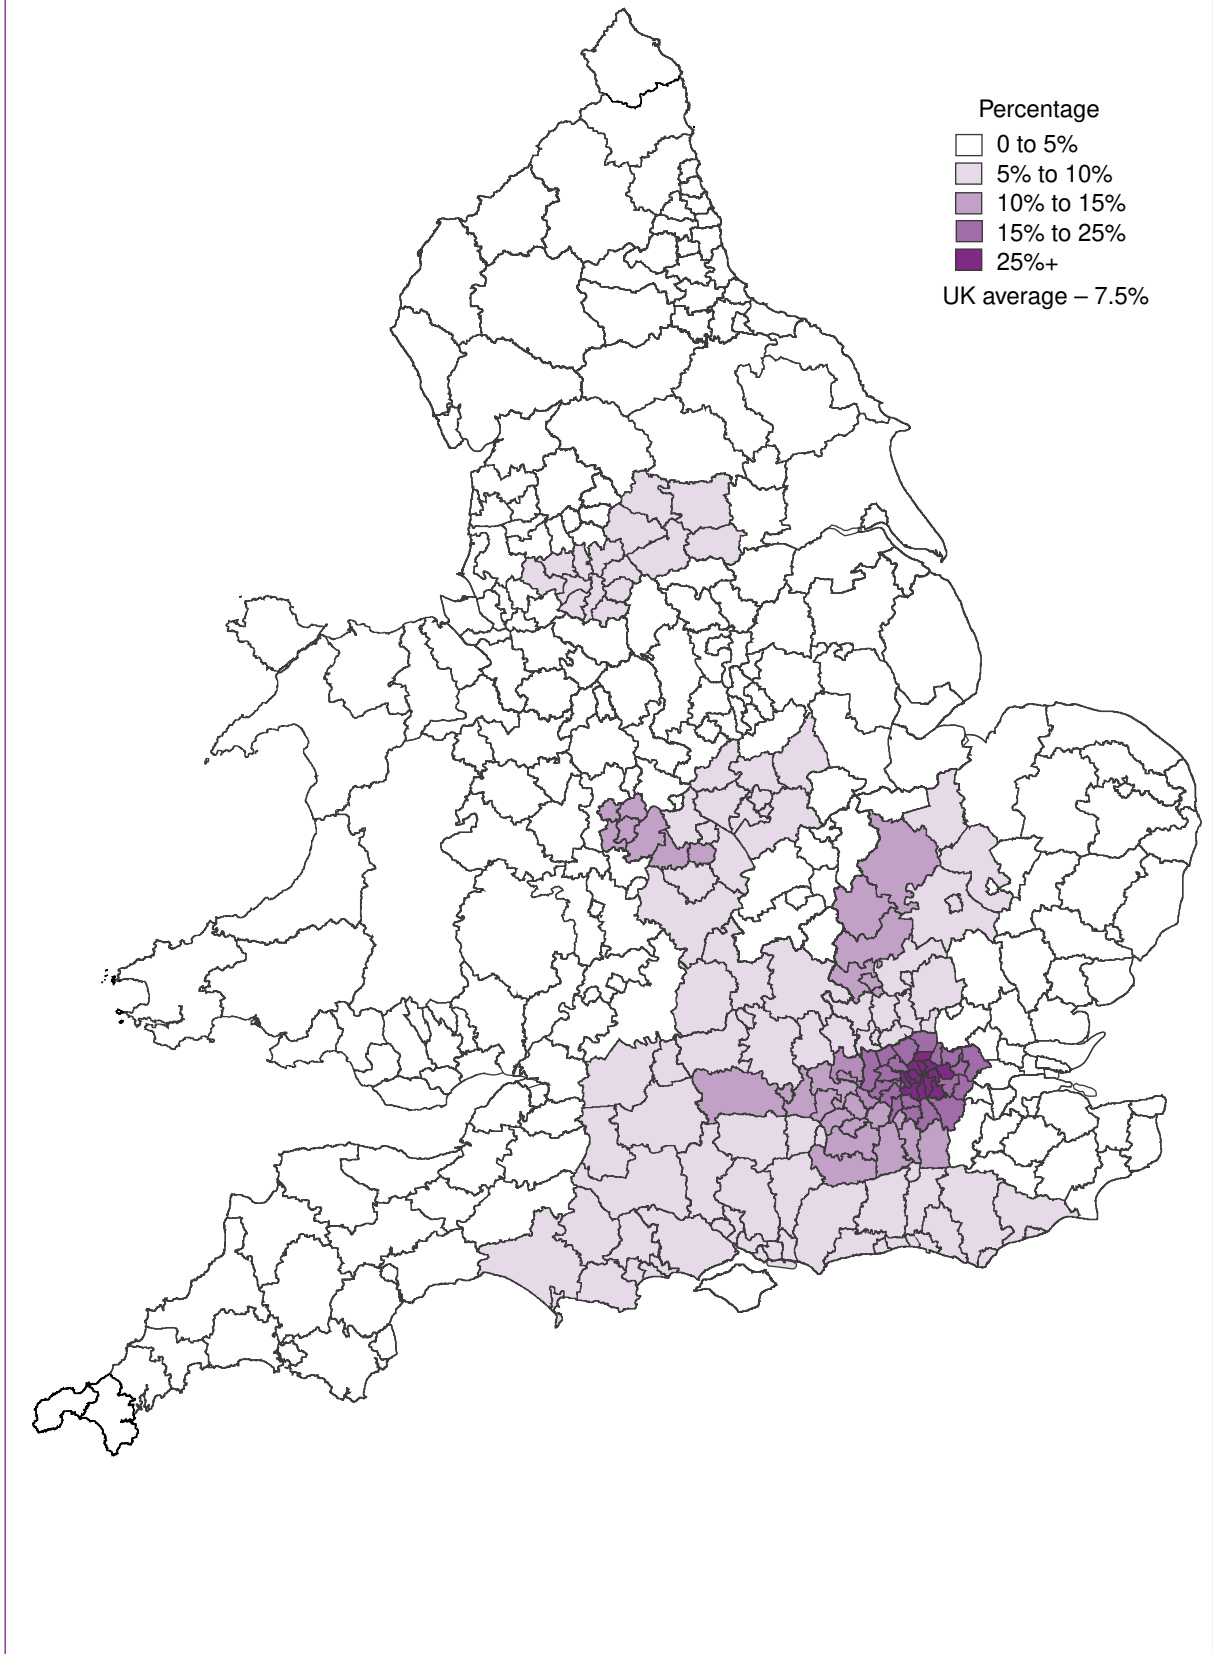 Percentage
0 to 5%
5% to 10%
10% to 15%
15% to 25%
25%+
UK average – 7.5%